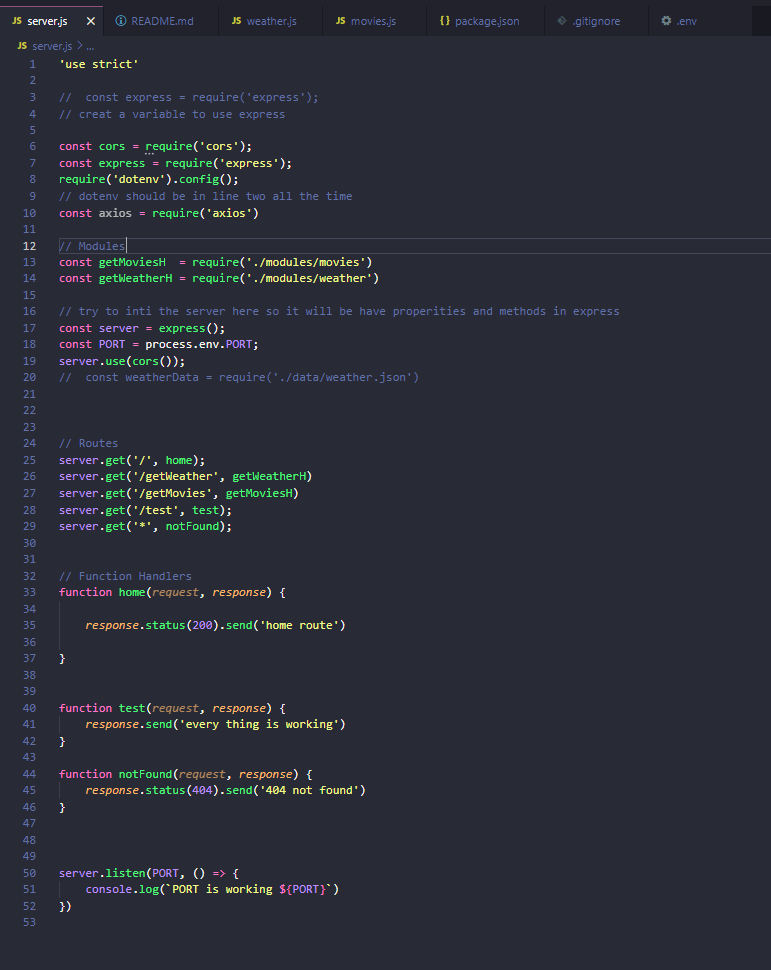 JS server.js × README.md JS weather.js JS movies.js {} package.json .gitignore .env
JS server.js > ...
1 'use strict'
2
3 //  const express = require('express');
4 // creat a variable to use express
5
6 const cors = require('cors');
7 const express = require('express');
8 require('dotenv').config();
9 // dotenv should be in line two all the time
10 const axios = require('axios')
11
12 // Modules
13 const getMoviesH  = require('./modules/movies')
14 const getWeatherH = require('./modules/weather')
15
16 // try to inti the server here so it will be have properities and methods in express
17 const server = express();
18 const PORT = process.env.PORT;
19 server.use(cors());
20 //  const weatherData = require('./data/weather.json')
21
22
23
24 // Routes
25 server.get('/', home);
26 server.get('/getWeather', getWeatherH)
27 server.get('/getMovies', getMoviesH)
28 server.get('/test', test);
29 server.get('*', notFound);
30
31
32 // Function Handlers
33 function home(request, response) {
34
35     response.status(200).send('home route')
36
37 }
38
39
40 function test(request, response) {
41     response.send('every thing is working')
42 }
43
44 function notFound(request, response) {
45     response.status(404).send('404 not found')
46 }
47
48
49
50 server.listen(PORT, () => {
51     console.log(`PORT is working ${PORT}`)
52 })
53